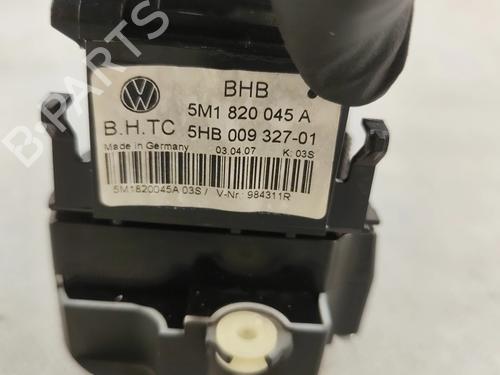 BHB
5M1 820 045 A
B.H.TC 5HB 009 327-01
Made in Germany 03.04.07 K: 03S
5M1820045A 03S / V-Nr.: 984311R
B-PARTS